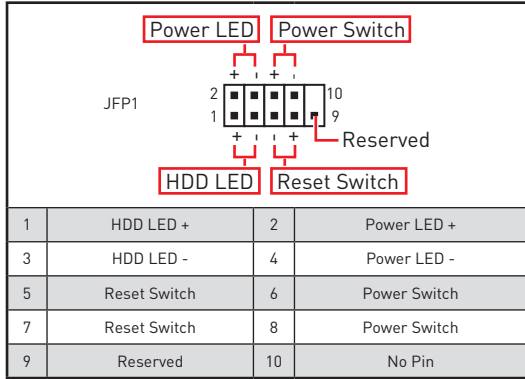 Power LED Power Switch
+ - + -
JFP1
2 10
1 9
+ - - +
Reserved
HDD LED Reset Switch
1 HDD LED + 2 Power LED +
3 HDD LED - 4 Power LED -
5 Reset Switch 6 Power Switch
7 Reset Switch 8 Power Switch
9 Reserved 10 No Pin